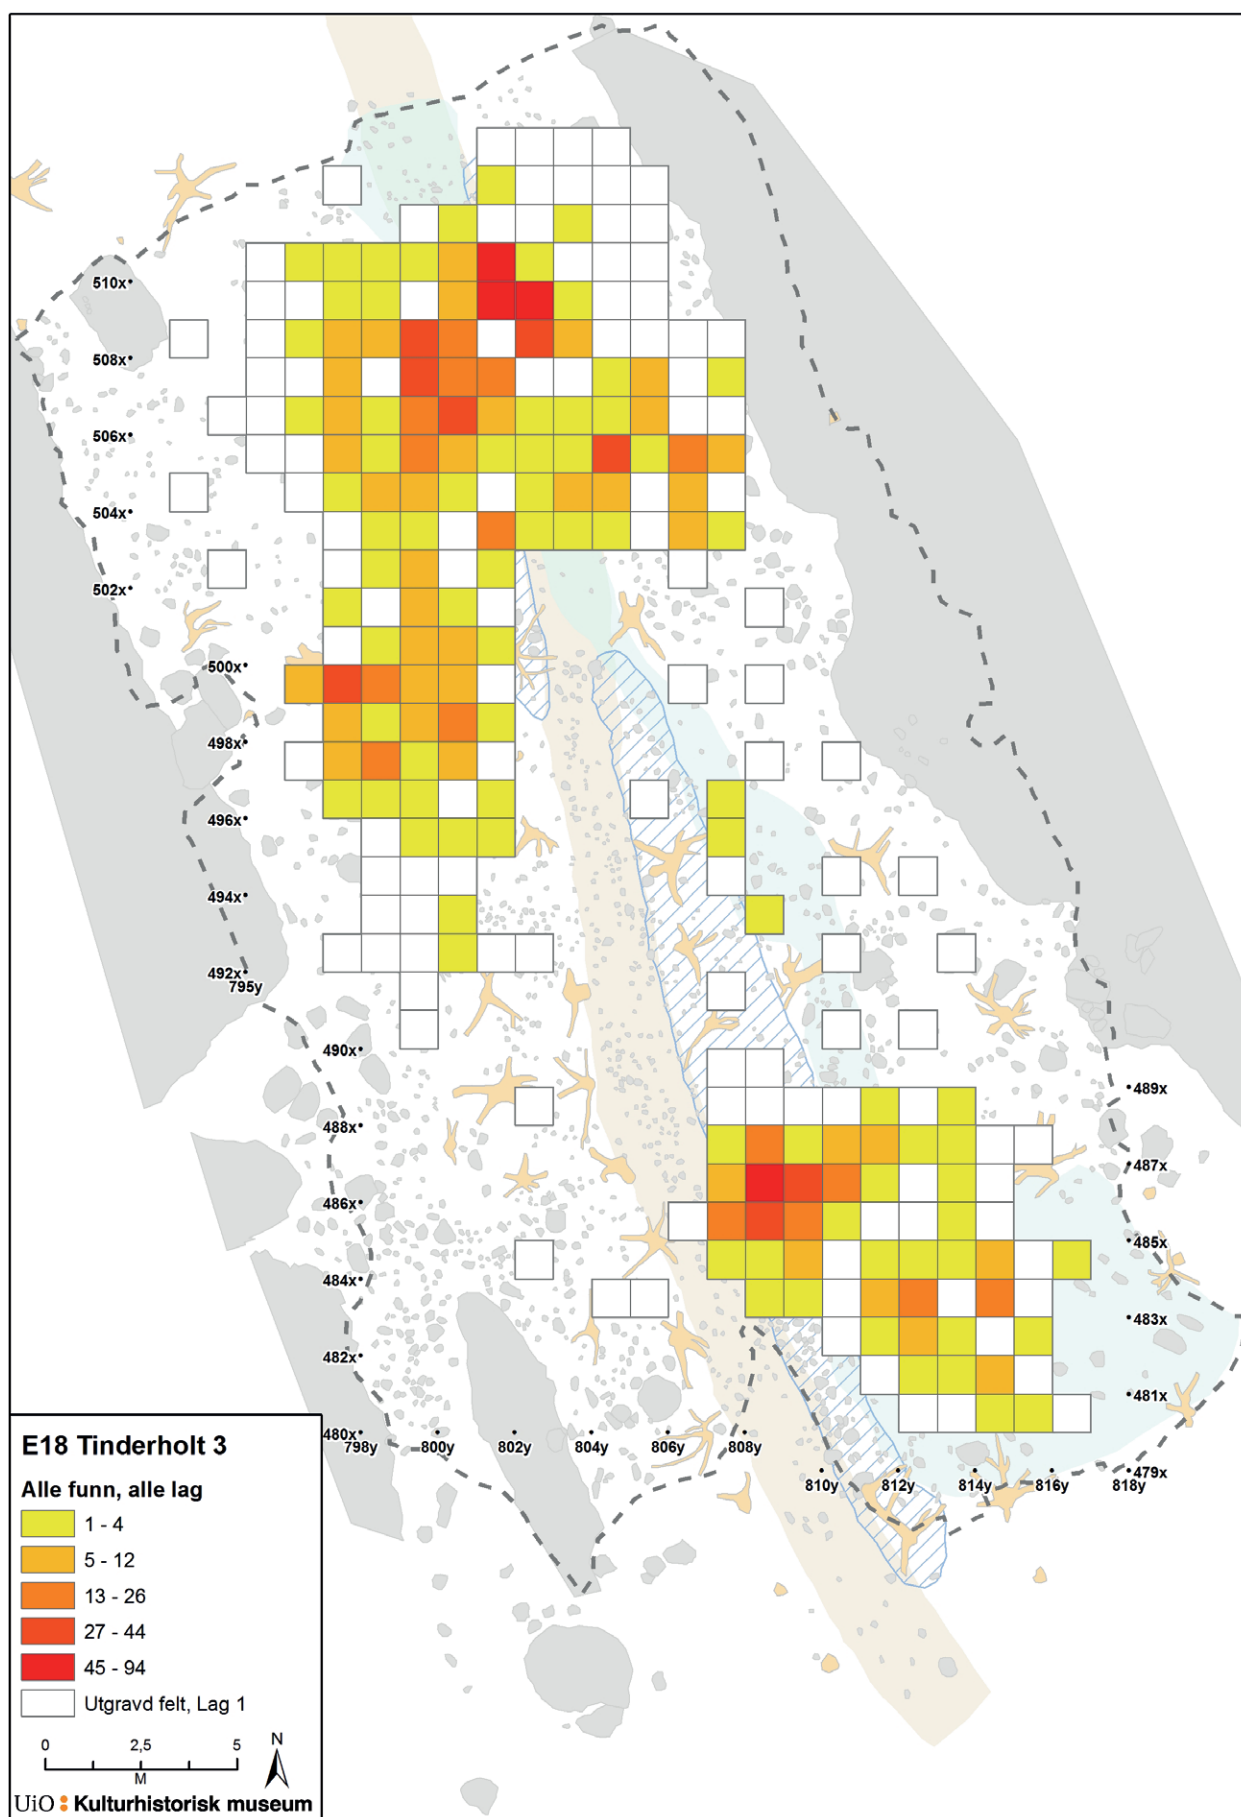 510x
508x
506x
504x
502x
500x
498x
496x
494x
492x
795y
490x
489x
488x
487x
486x
485x
484x
483x
482x
481x
480x
798y 800y 802y 804y 806y 808y
479x
810y 812y 814y 816y 818y
E18 Tinderholt 3
Alle funn, alle lag
1 - 4
5 - 12
13 - 26
27 - 44
45 - 94
Utgravd felt, Lag 1
0 2,5 5
M
N
UiO : Kulturhistorisk museum